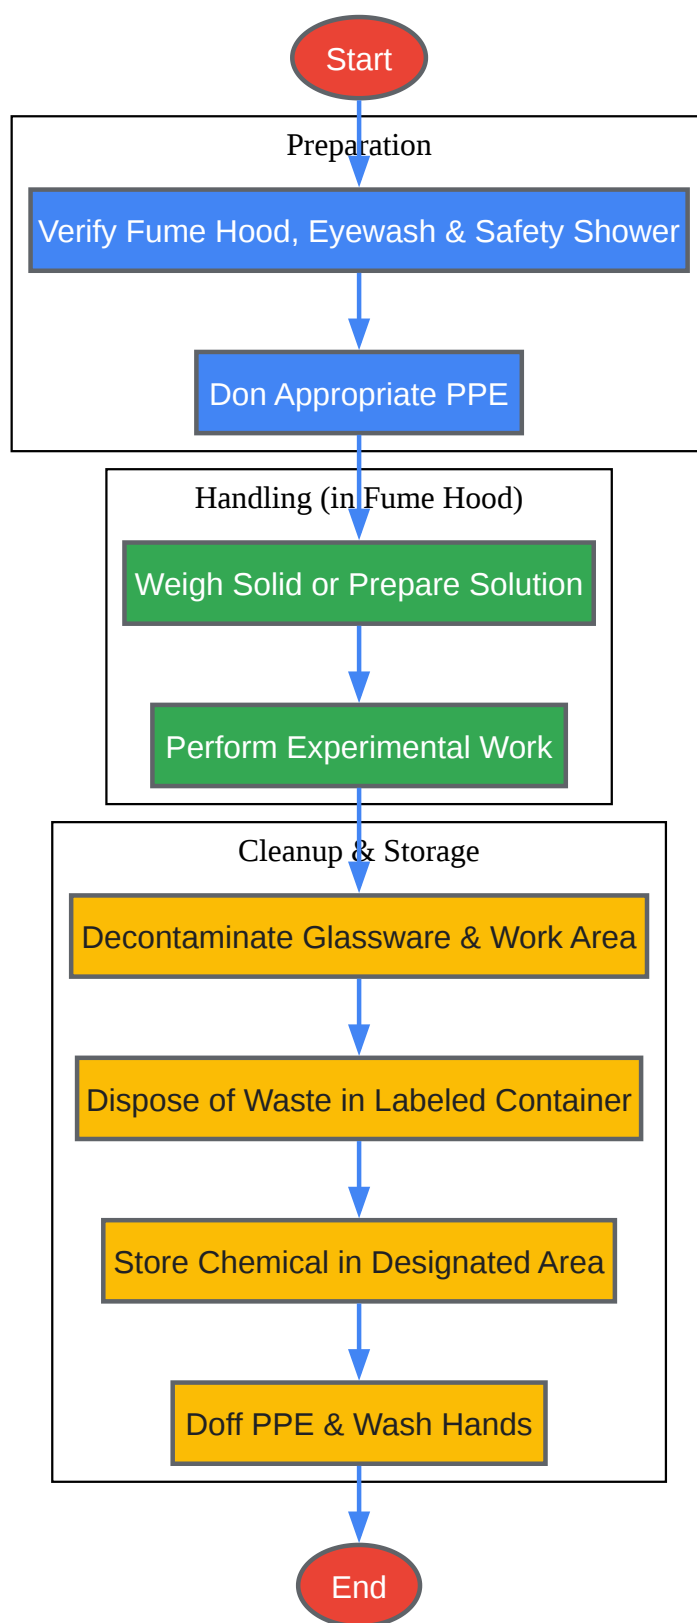 Start
Preparation
Verify Fume Hood, Eyewash & Safety Shower
Don Appropriate PPE
Handling (in Fume Hood)
Weigh Solid or Prepare Solution
Perform Experimental Work
Cleanup & Storage
Decontaminate Glassware & Work Area
Dispose of Waste in Labeled Container
Store Chemical in Designated Area
Doff PPE & Wash Hands
End